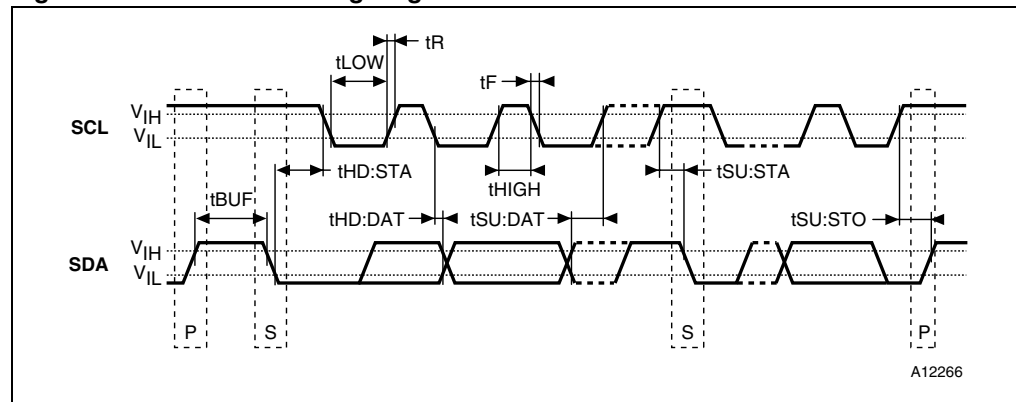 tR
tLOW
tF
VIH
SCL
VIL
tHD:STA
tHIGH
tSU:STA
tBUF
tHD:DAT
tSU:DAT
tSU:STO
VIH
SDA
VIL
P
S
S
P
A12266